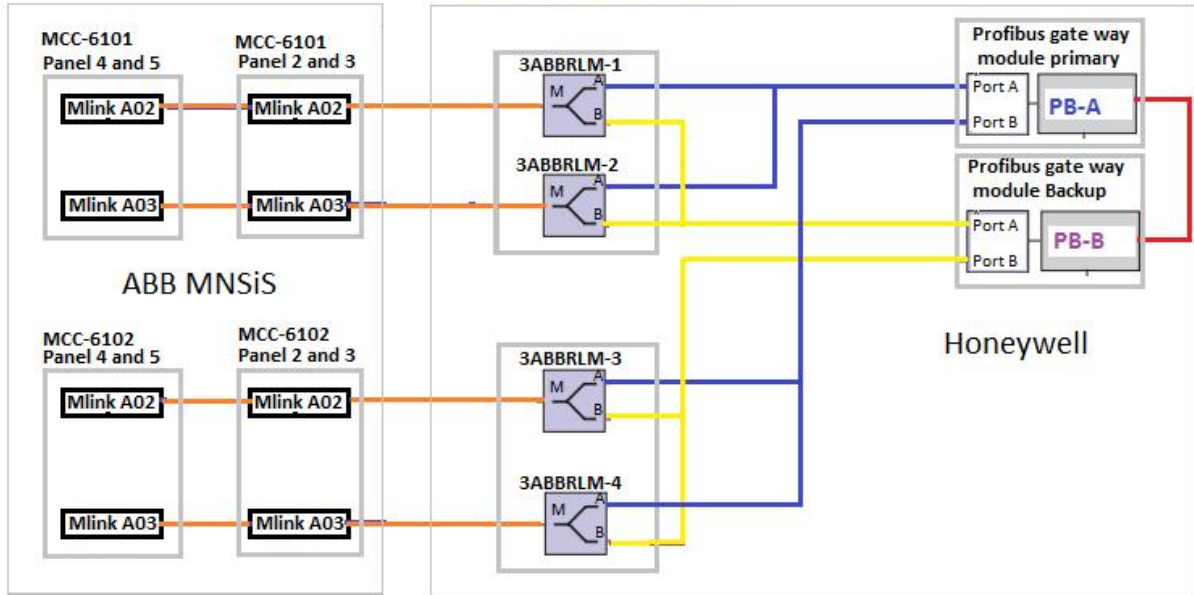 MCC-6101
Panel 4 and 5
MCC-6101
Panel 2 and 3
Mlink A02
Mlink A02
Mlink A03
Mlink A03
ABB MNSiS
MCC-6102
Panel 4 and 5
MCC-6102
Panel 2 and 3
Mlink A02
Mlink A02
Mlink A03
Mlink A03
3ABBRLM-1
M
A
B
3ABBRLM-2
M
A
B
3ABBRLM-3
M
A
B
3ABBRLM-4
M
A
B
Profibus gate way
module primary
Port A
Port B
PB-A
Profibus gate way
module Backup
Port A
Port B
PB-B
Honeywell